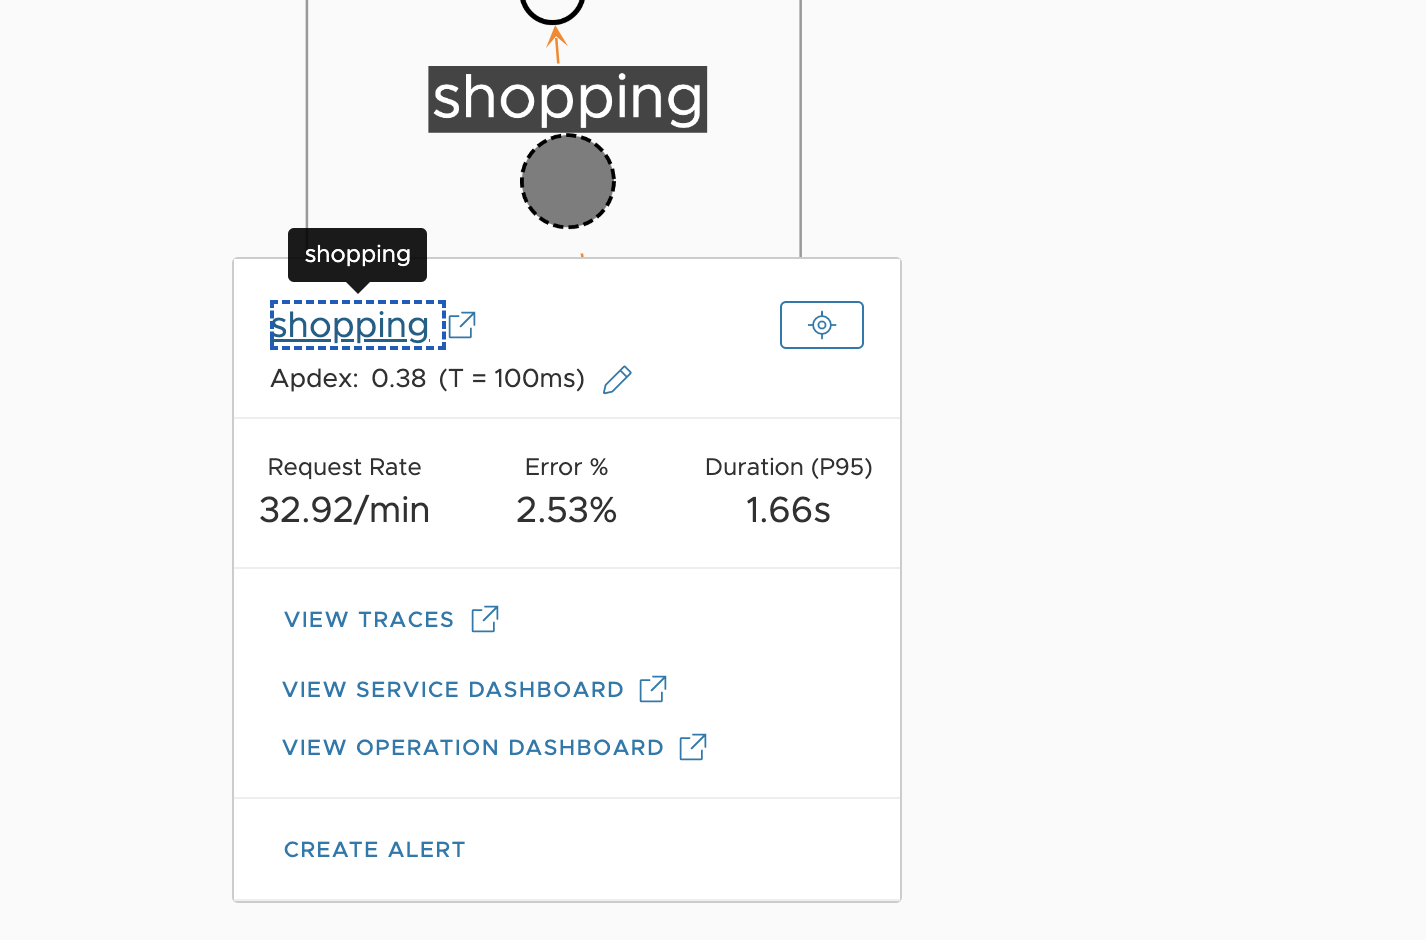 shopping
shopping
shopping
Apdex: 0.38 (T = 100ms)
Request Rate
32.92/min
Error %
2.53%
Duration (P95)
1.66s
VIEW TRACES
VIEW SERVICE DASHBOARD
VIEW OPERATION DASHBOARD
CREATE ALERT